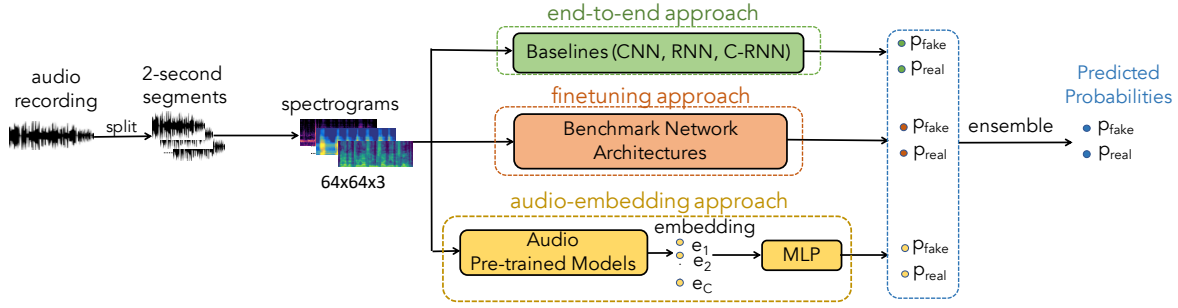 end-to-end approach
Baselines (CNN, RNN, C-RNN)
pfake
preal
audio
recording
split
2-second
segments
spectrograms
64x64x3
finetuning approach
Benchmark Network
Architectures
pfake
preal
ensemble
Predicted
Probabilities
pfake
preal
audio-embedding approach
Audio
Pre-trained Models
embedding
e1
e2
.
eC
MLP
pfake
preal